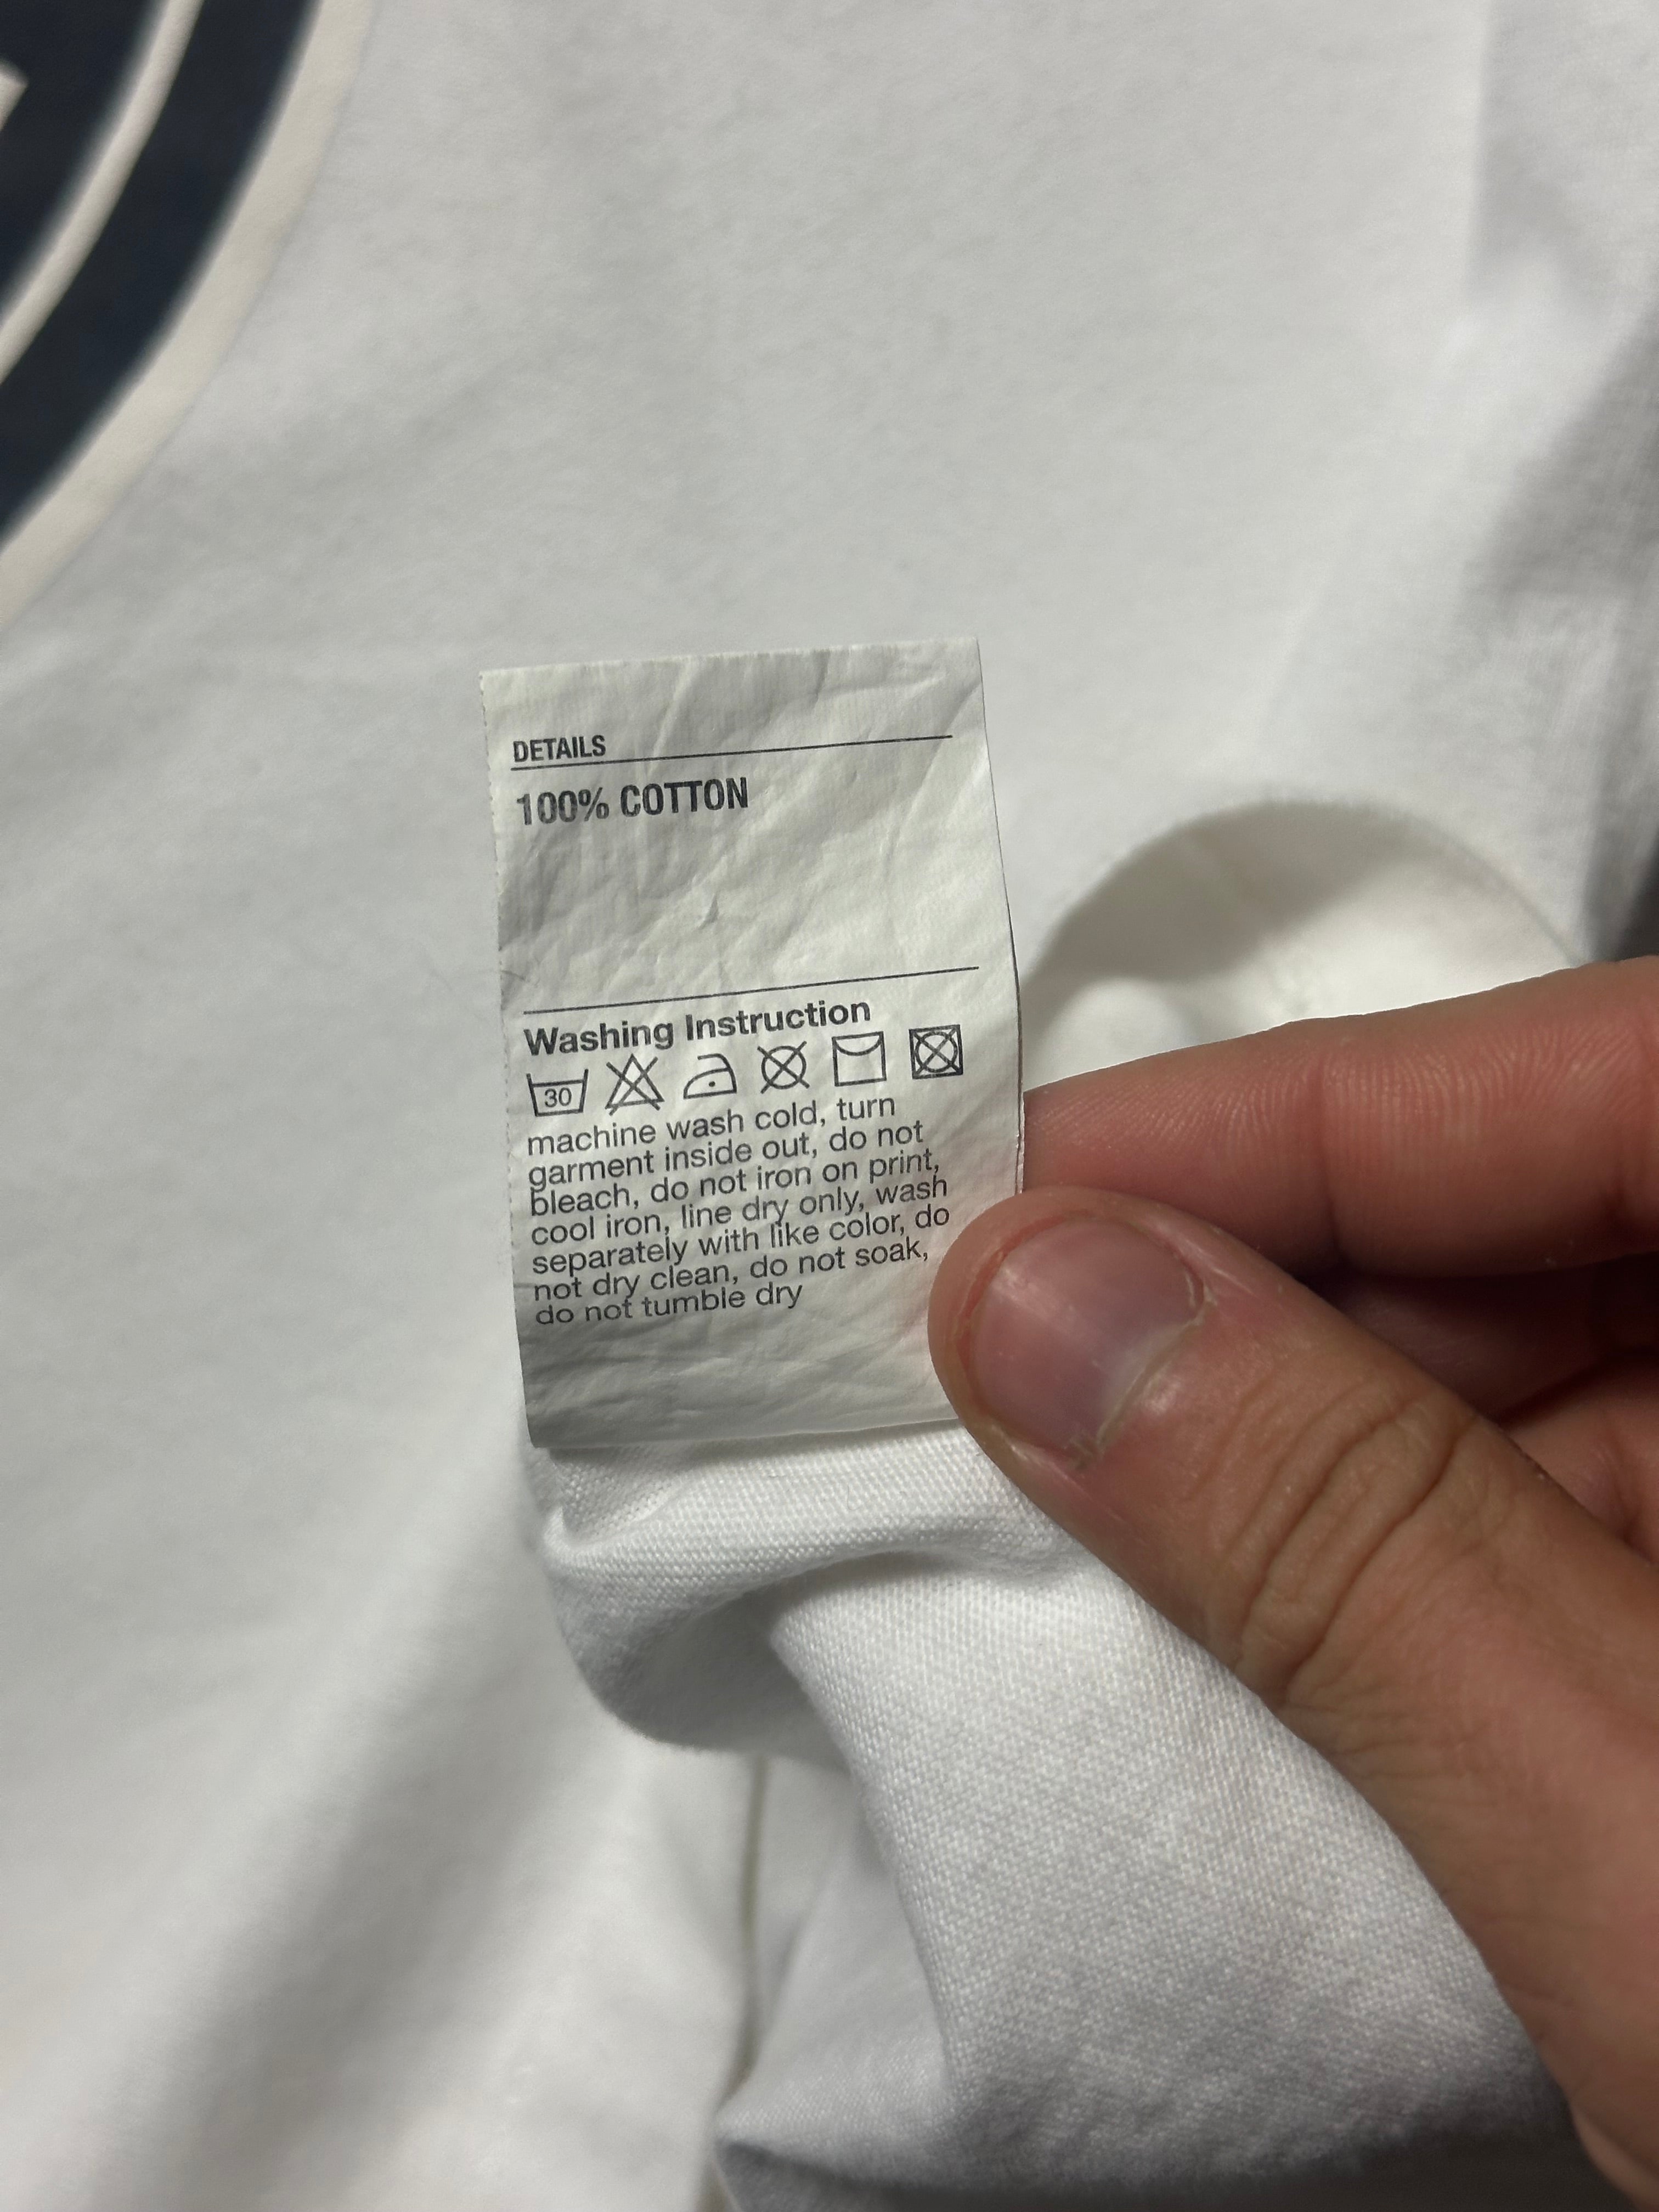 DETAILS
100% COTTON
Washing Instruction
30
machine wash cold, turn
garment inside out, do not
bleach, do not iron on print,
cool iron, line dry only, wash
separately with like color, do
not dry clean, do not soak,
do not tumble dry